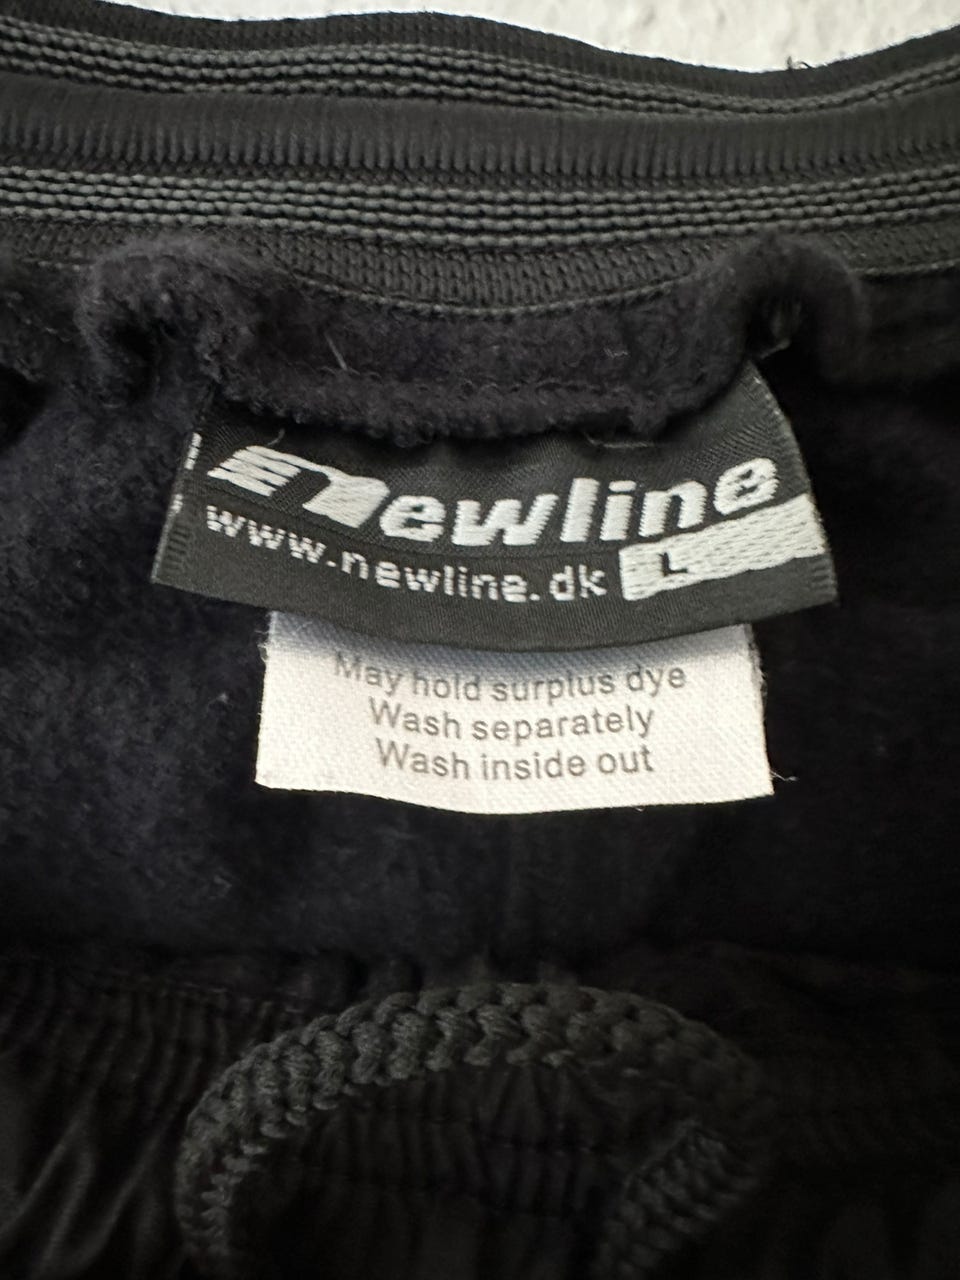 newline
www.newline.dk L
May hold surplus dye
Wash separately
Wash inside out